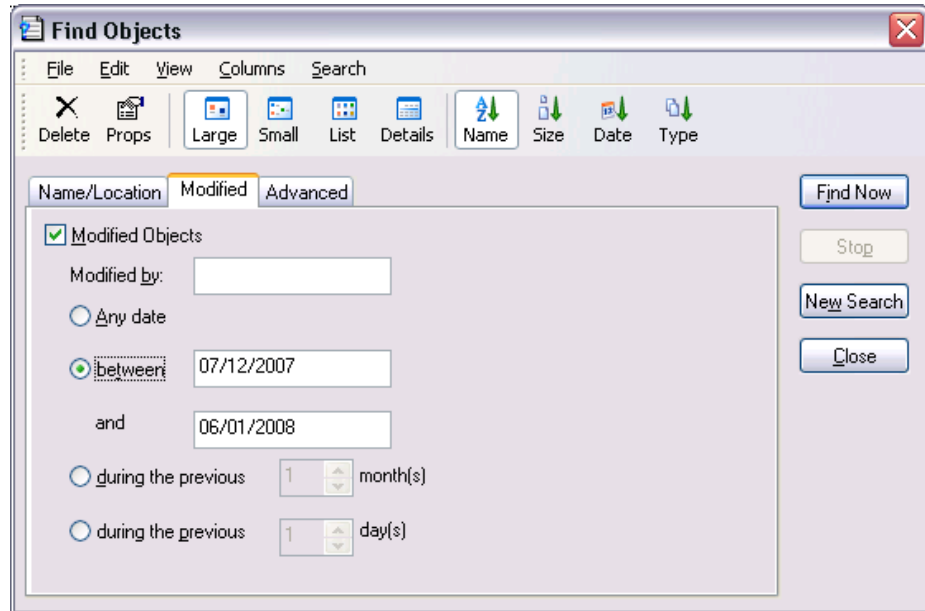 Find Objects
File Edit View Columns Search
Delete Props Large Small List Details Name Size Date Type
Name/Location Modified Advanced
Find Now
Modified Objects
Stop
Modified by:
New Search
Any date
Close
between 07/12/2007
and 06/01/2008
during the previous 1 month(s)
during the previous 1 day(s)